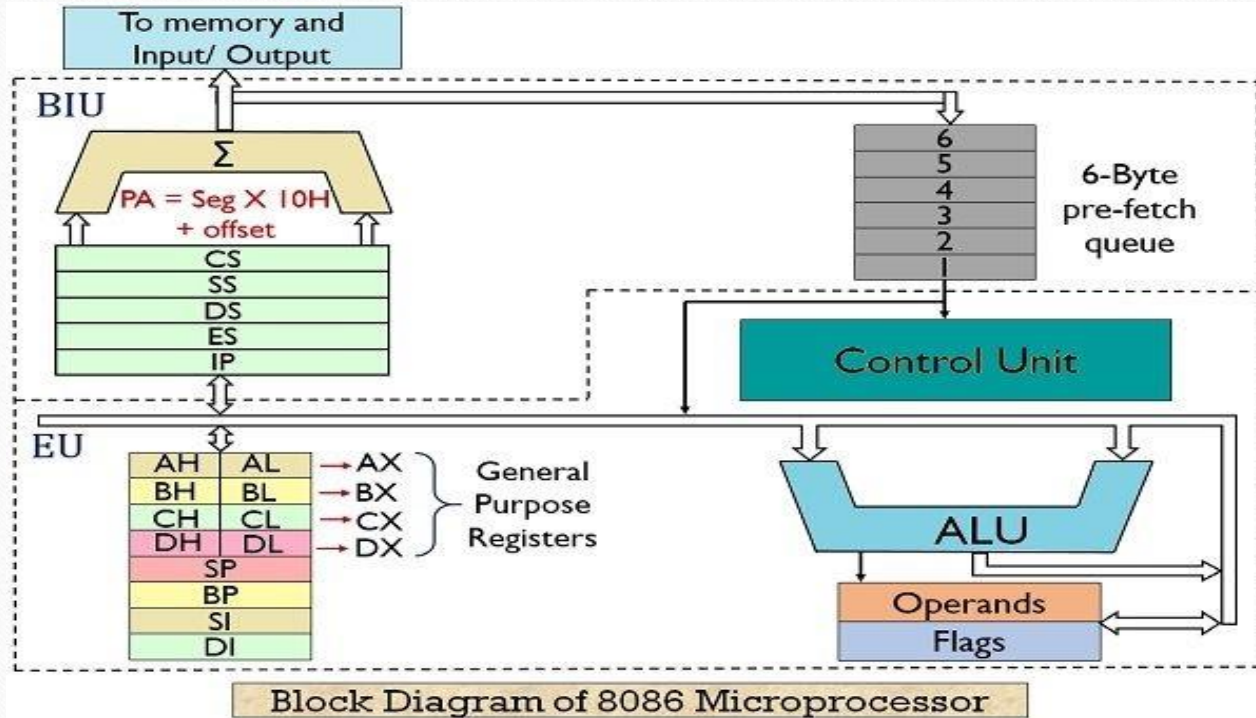 To memory and
Input/ Output
BIU
Σ
PA = Seg X 10H
+ offset
CS
SS
DS
ES
IP
6
5
4
3
2
1
6-Byte
pre-fetch
queue
Control Unit
EU
AH AL AX
BH BL BX
CH CL CX
DH DL DX
SP
BP
SI
DI
General
Purpose
Registers
ALU
Operands
Flags
Block Diagram of 8086 Microprocessor